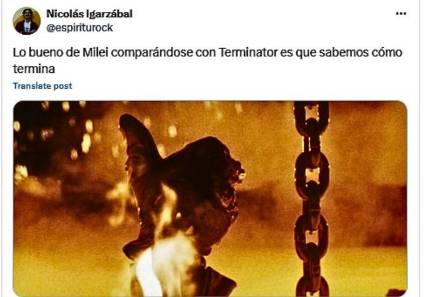 Nicolás Igarzábal
@espiriturock
Lo bueno de Milei comparándose con Terminator es que sabemos cómo
termina
Translate post